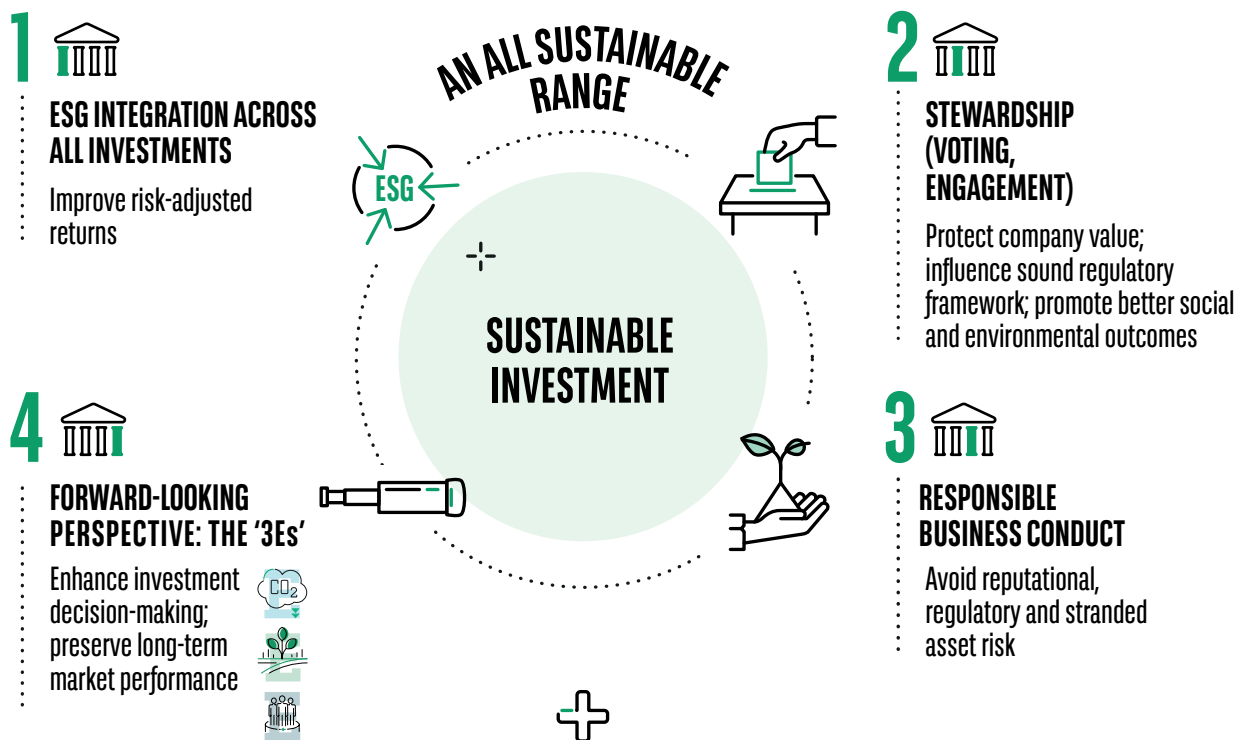 AN ALL SUSTAINABLE
RANGE
1
ESG INTEGRATION ACROSS
ALL INVESTMENTS
Improve risk-adjusted
returns
ESG
2
STEWARDSHIP
(VOTING,
ENGAGEMENT)
Protect company value;
influence sound regulatory
framework; promote better social
and environmental outcomes
SUSTAINABLE
INVESTMENT
4
FORWARD-LOOKING
PERSPECTIVE: THE ‘3Es’
Enhance investment
decision-making;
preserve long-term
market performance
CO2
E
E
E
3
RESPONSIBLE
BUSINESS CONDUCT
Avoid reputational,
regulatory and stranded
asset risk